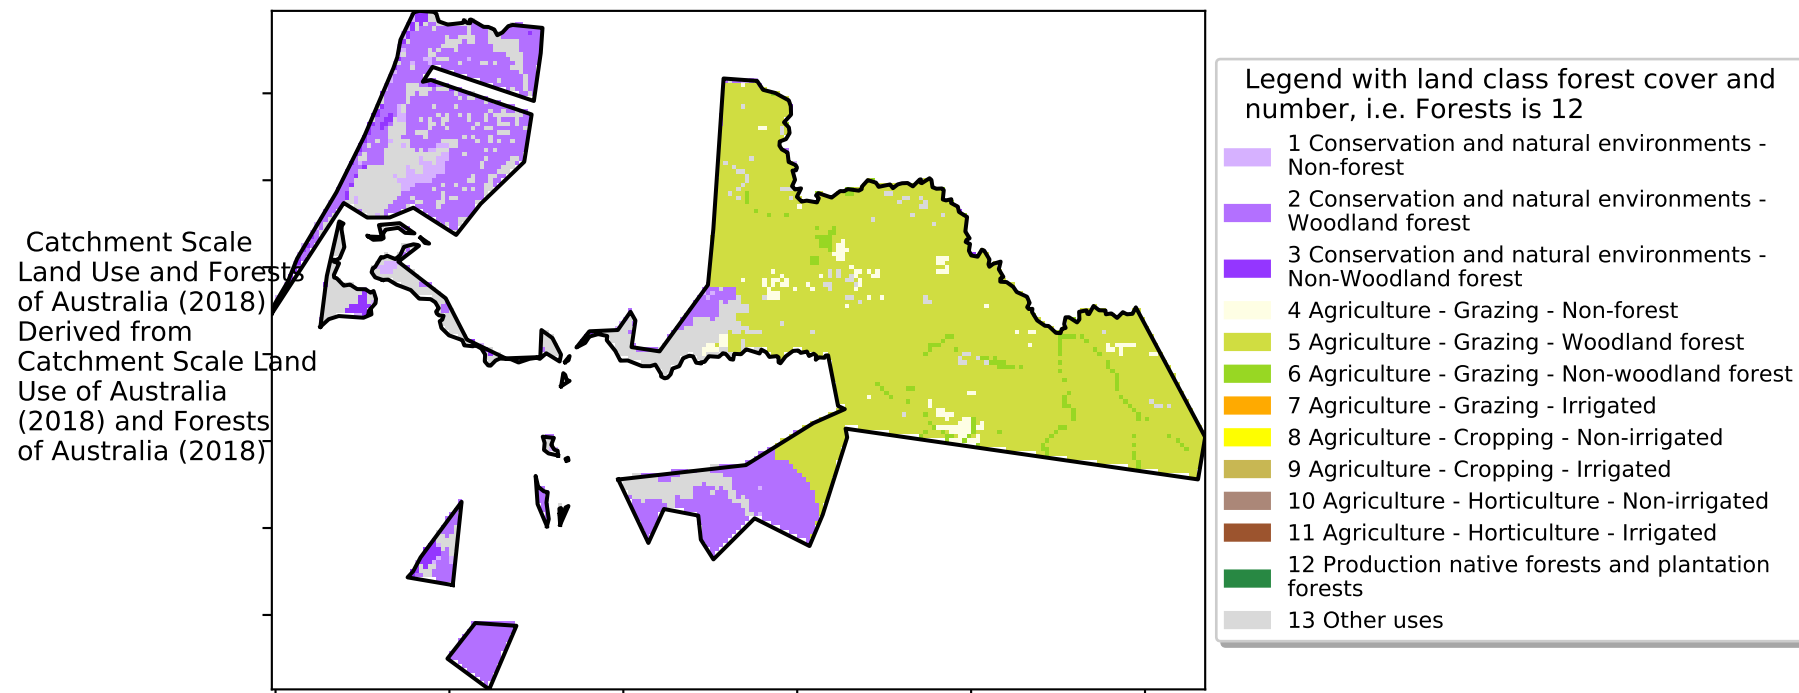 Catchment Scale
Land Use and Forests
of Australia (2018)
Derived from
Catchment Scale Land
Use of Australia
(2018) and Forests
of Australia (2018)
Legend with land class forest cover and
number, i.e. Forests is 12
1 Conservation and natural environments -
Non-forest
2 Conservation and natural environments -
Woodland forest
3 Conservation and natural environments -
Non-Woodland forest
4 Agriculture - Grazing - Non-forest
5 Agriculture - Grazing - Woodland forest
6 Agriculture - Grazing - Non-woodland forest
7 Agriculture - Grazing - Irrigated
8 Agriculture - Cropping - Non-irrigated
9 Agriculture - Cropping - Irrigated
10 Agriculture - Horticulture - Non-irrigated
11 Agriculture - Horticulture - Irrigated
12 Production native forests and plantation
forests
13 Other uses